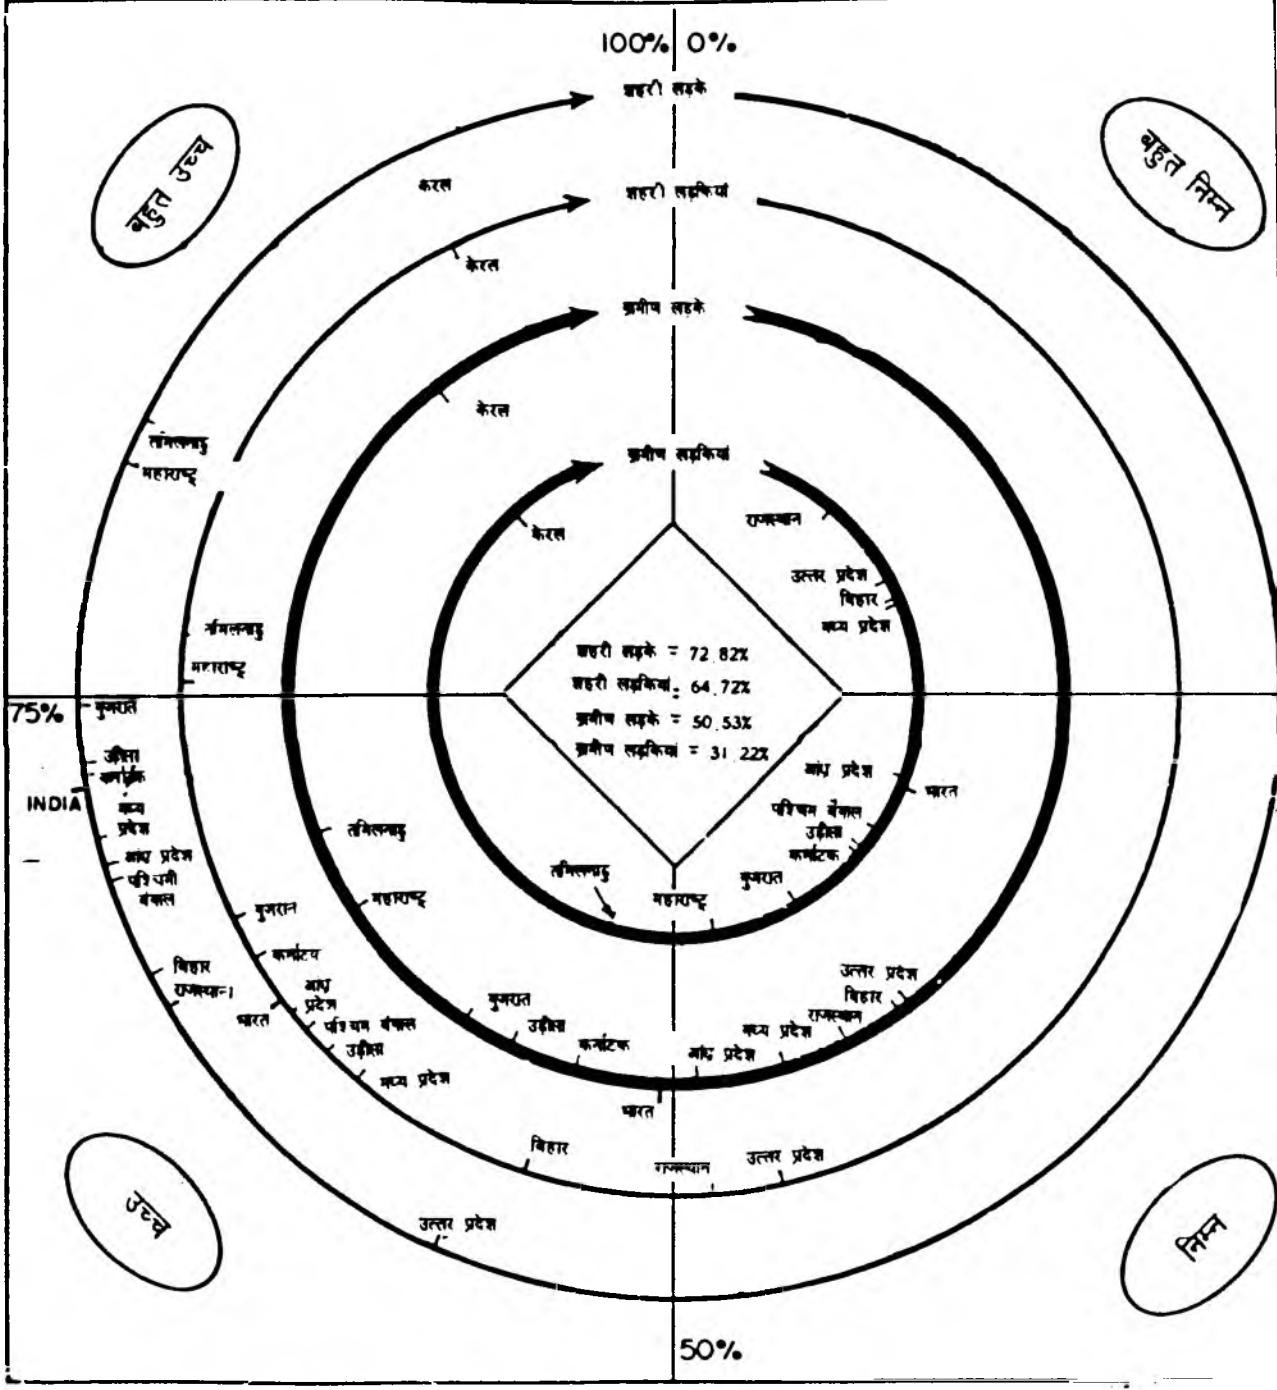 100% 0%
शहरी लड़के
बहुत उच्च
बहुत निम्न
करल
शहरी लड़कियां
केरल
ग्रामीण लड़के
केरल
तमिलनाडु
महाराष्ट्र
ग्रामीण लड़कियां
केरल
राजस्थान
उत्तर प्रदेश
बिहार
मध्य प्रदेश
तमिलनाडु
महाराष्ट्र
शहरी लड़के = 72.82%
शहरी लड़कियां = 64.72%
ग्रामीण लड़के = 50.53%
ग्रामीण लड़कियां = 31.22%
75%
गुजरात
उड़ीसा
कर्नाटक
INDIA
मध्य
प्रदेश
आंध्र प्रदेश
पश्चिमी
बंगाल
आंध्र प्रदेश
भारत
पश्चिम बंगाल
उड़ीसा
कर्नाटक
गुजरात
महाराष्ट्र
तमिलनाडु
तमिलनाडु
महाराष्ट्र
गुजरात
कर्नाटय
बिहार
राजस्थान
भारत
आंध्र
प्रदेश
पश्चिम बंगाल
उड़ीसा
मध्य प्रदेश
गुजरात
उड़ीसा
कर्नाटक
भारत
आंध्र प्रदेश
मध्य प्रदेश
राजस्थान
बिहार
उत्तर प्रदेश
बिहार
राजस्थान
उत्तर प्रदेश
उत्तर प्रदेश
उच्च
निम्न
50%